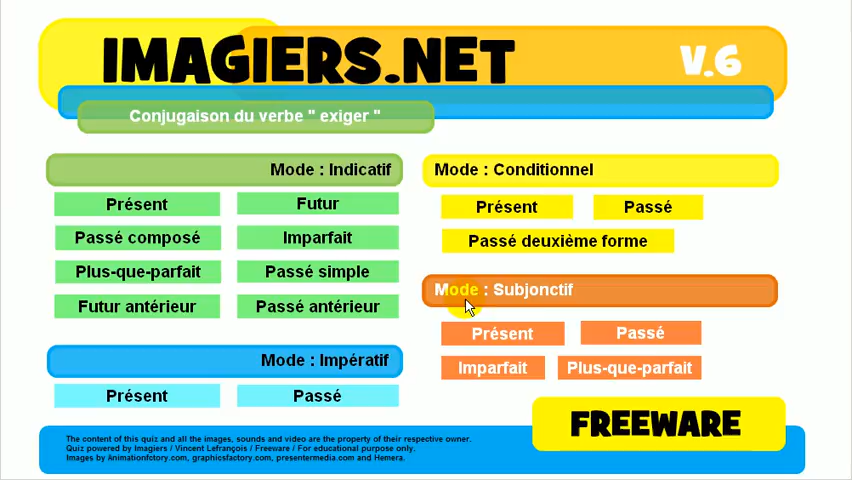 IMAGIERS.NET
V.6
Conjugaison du verbe " exiger "
Mode : Indicatif
Présent
Futur
Passé composé
Imparfait
Plus-que-parfait
Passé simple
Futur antérieur
Passé antérieur
Mode : Impératif
Présent
Passé
Mode : Conditionnel
Présent
Passé
Passé deuxième forme
Mode : Subjonctif
Présent
Passé
Imparfait
Plus-que-parfait
FREEWARE
The content of this quiz and all the images, sounds and video are the property of their respective owner.
Quiz powered by Imagiers / Vincent Lefrançois / Freeware / For educational purpose only.
Images by Animationfctory.com, graphicsfactory.com, presentermedia.com and Hemera.